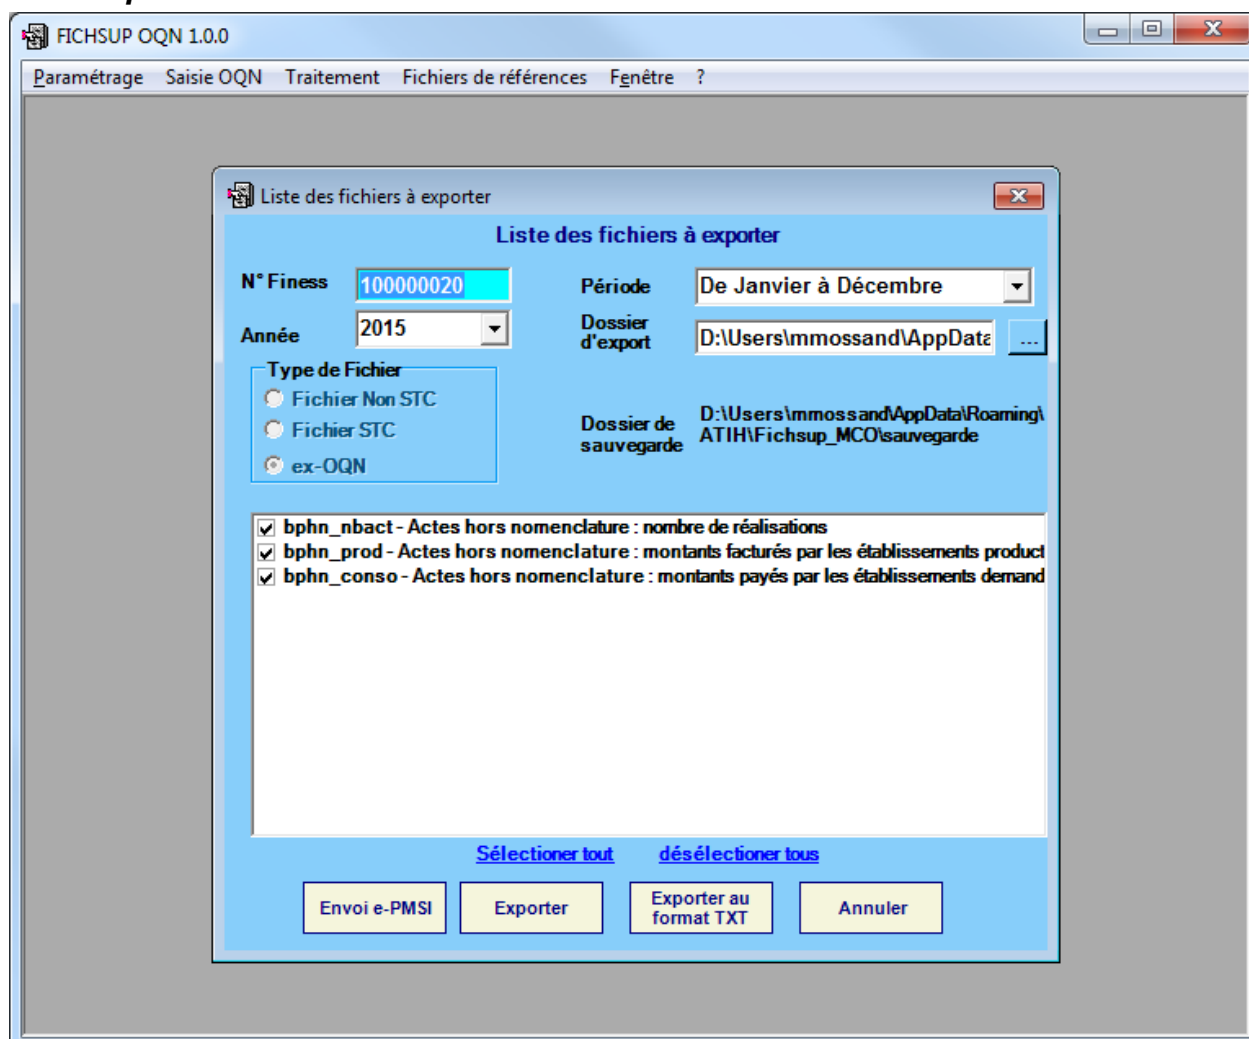 FICHSUP OQN 1.0.0
Paramétrage Saisie OQN Traitement Fichiers de références Fenêtre ?
Liste des fichiers à exporter
Liste des fichiers à exporter
N° Finess 100000020 Période De Janvier à Décembre
Année 2015 Dossier d'export D:\Users\mmossand\AppData ...
Type de Fichier
Fichier Non STC
Fichier STC
ex-OQN
Dossier de sauvegarde
D:\Users\mmossand\AppData\Roaming\
ATIH\Fichsup_MCO\sauvegarde
bphn_nbact - Actes hors nomenclature : nombre de réalisations
bphn_prod - Actes hors nomenclature : montants facturés par les établissements product
bphn_conso - Actes hors nomenclature : montants payés par les établissements demand
Sélectioner tout désélectioner tous
Envoi e-PMSI Exporter Exporter au format TXT Annuler